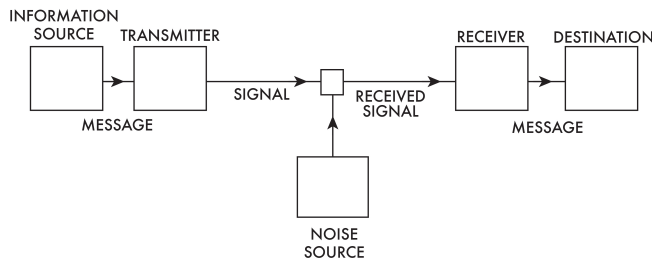 INFORMATION
SOURCE
TRANSMITTER
RECEIVER
DESTINATION
SIGNAL
RECEIVED
SIGNAL
MESSAGE
MESSAGE
NOISE
SOURCE